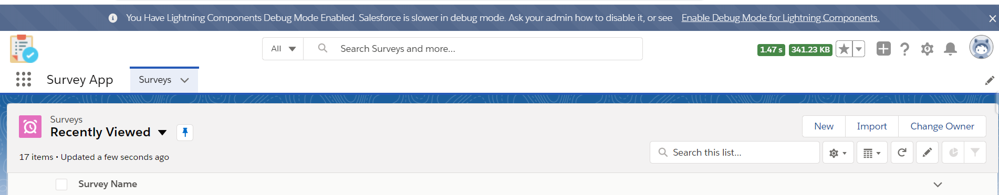 You Have Lightning Components Debug Mode Enabled. Salesforce is slower in debug mode. Ask your admin how to disable it, or see Enable Debug Mode for Lightning Components.
All Search Surveys and more... 1.47 s 341.23 KB
Survey App Surveys
Surveys
Recently Viewed
New Import Change Owner
17 items • Updated a few seconds ago
Search this list...
Survey Name